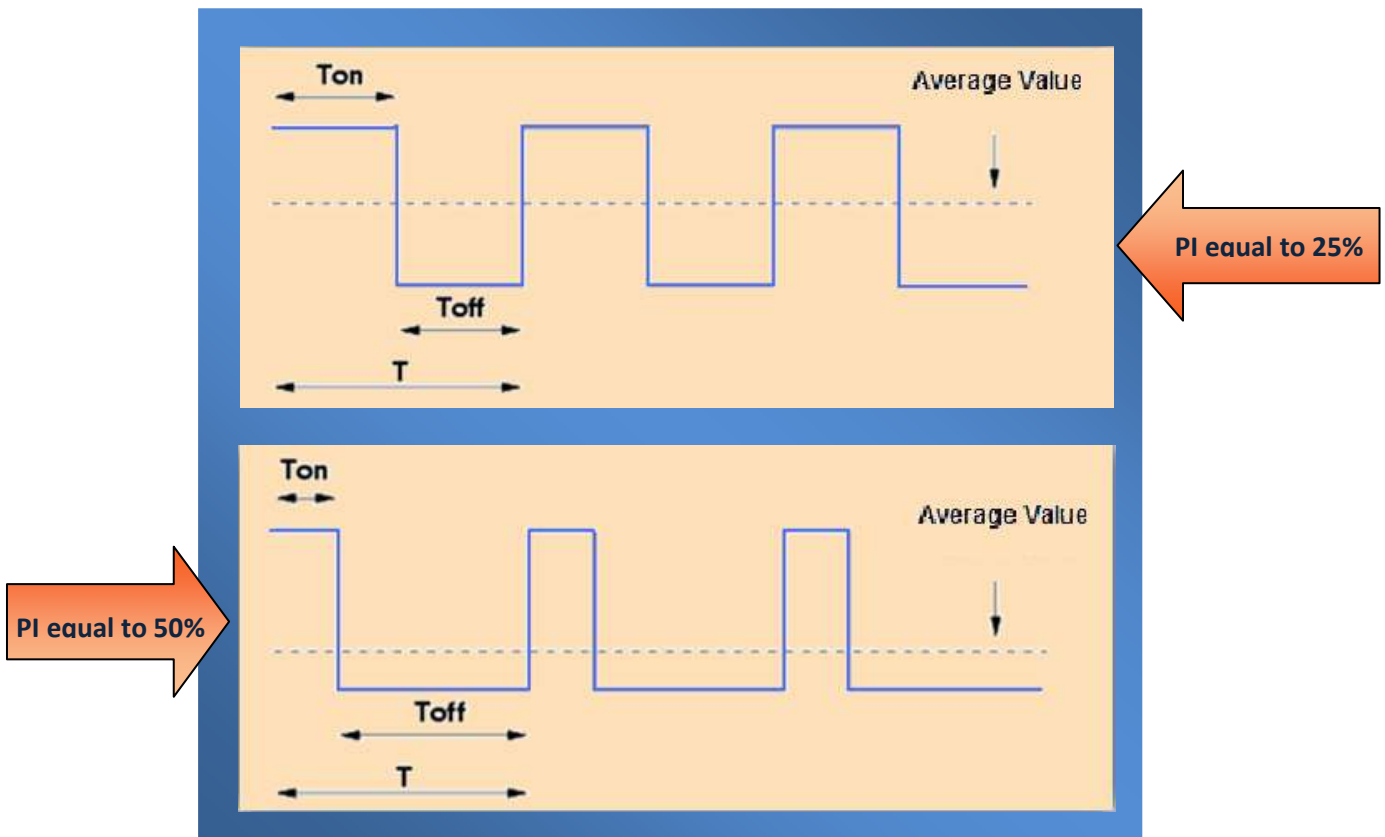 Ton
Average Value
PI equal to 25%
Toff
T
Ton
Average Value
PI equal to 50%
Toff
T